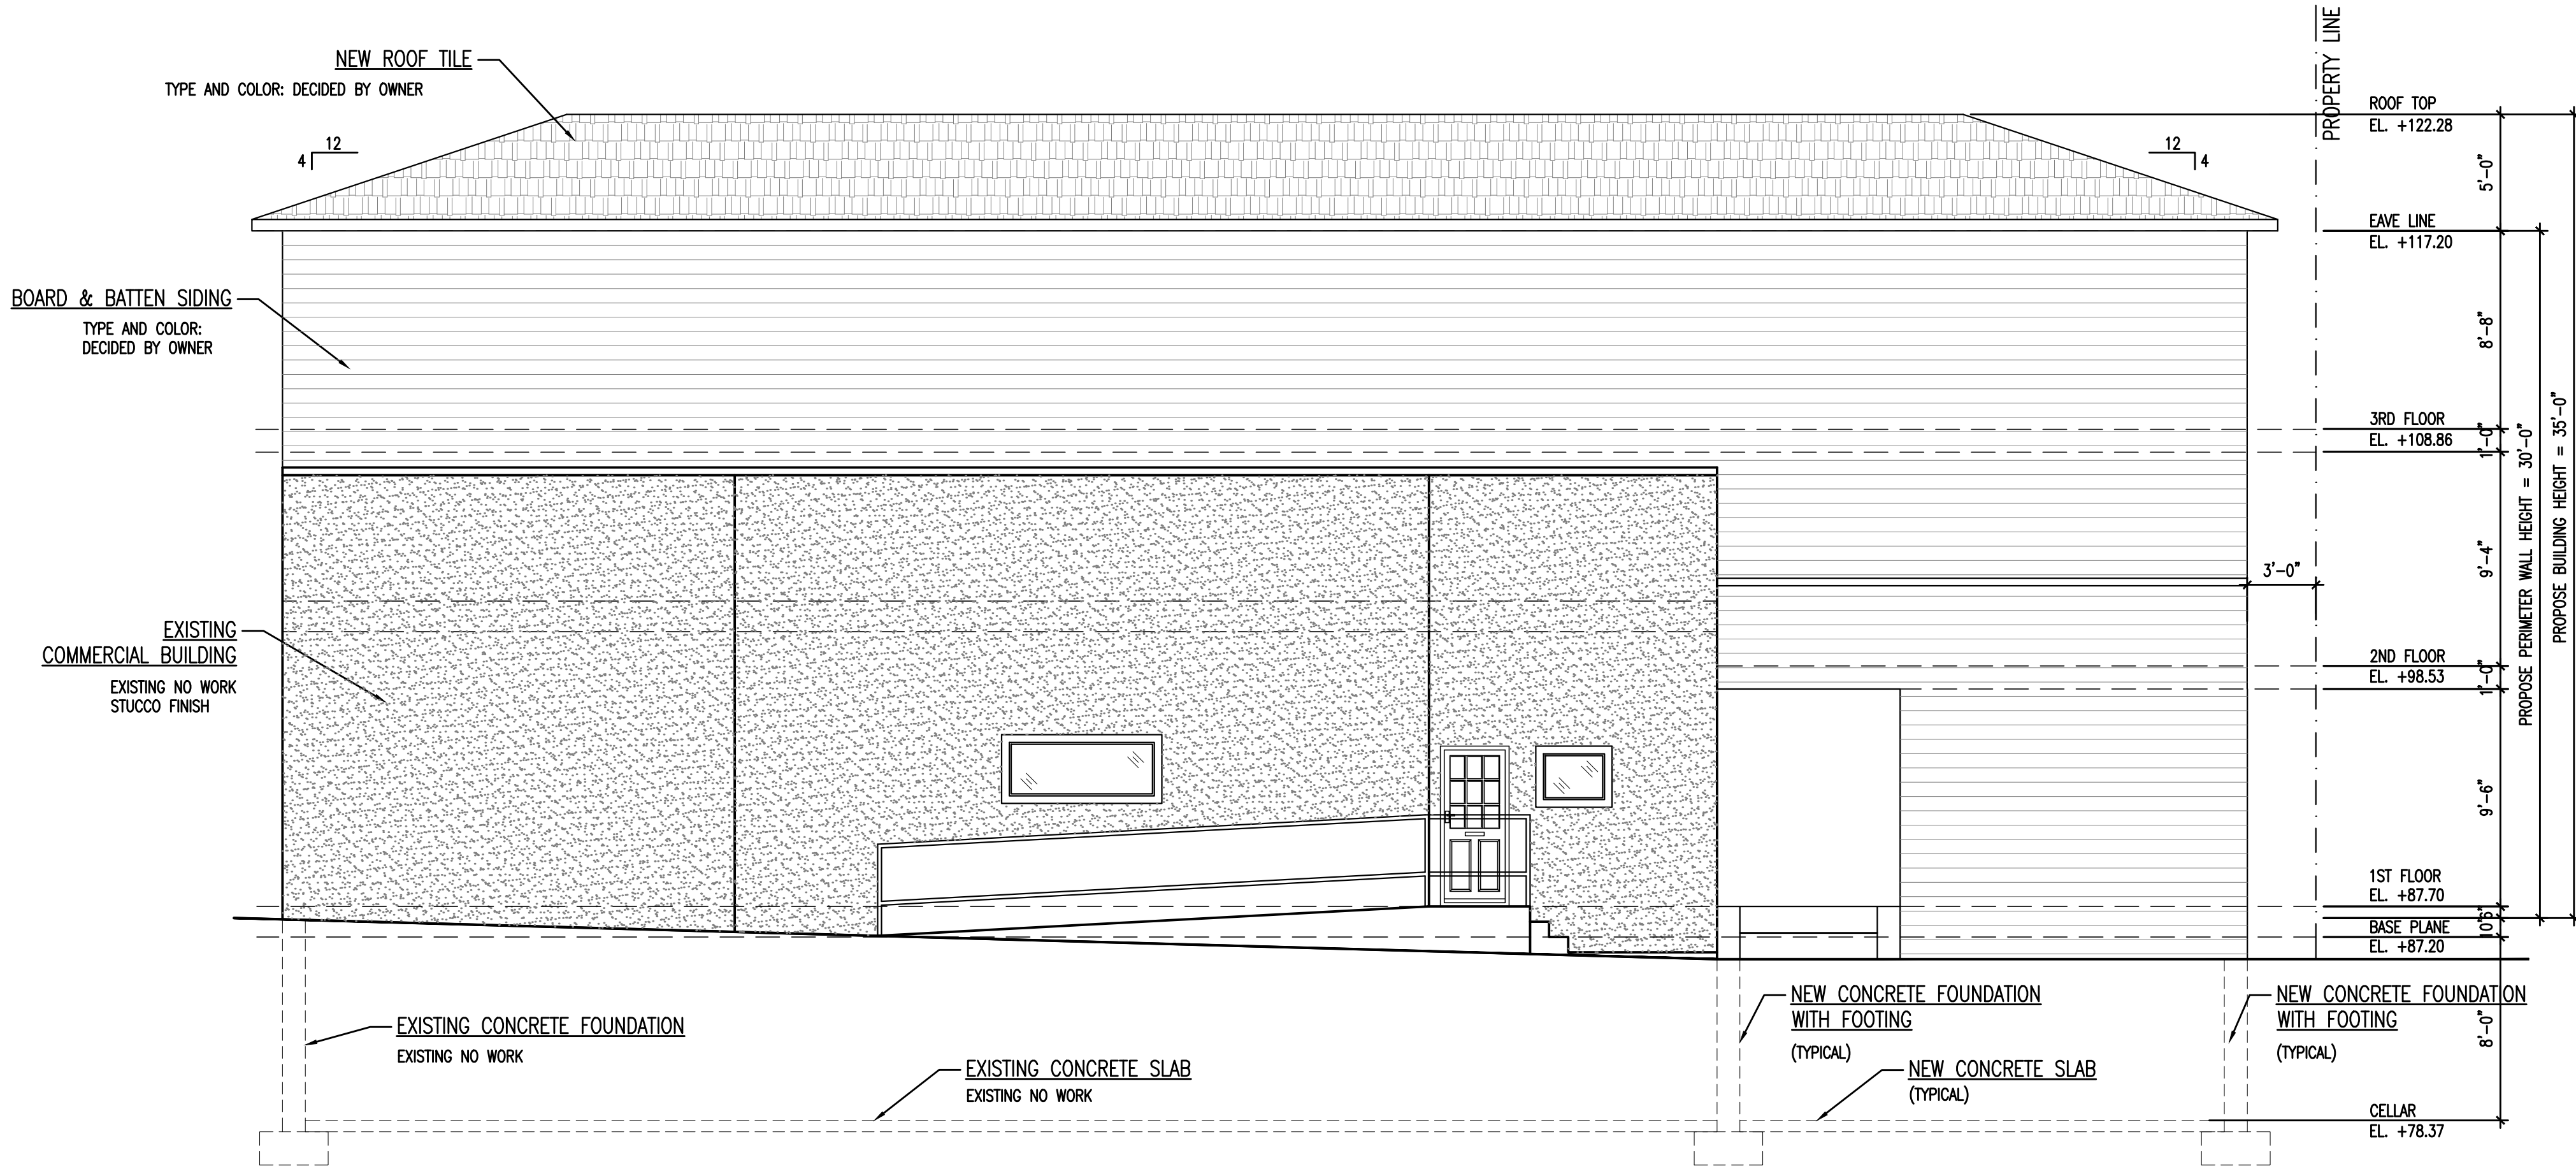 NEW ROOF TILE
TYPE AND COLOR: DECIDED BY OWNER
12
4
12
4
PROPERTY LINE
ROOF TOP
EL. +122.28
5'-0"
EAVE LINE
EL. +117.20
BOARD & BATTEN SIDING
TYPE AND COLOR:
DECIDED BY OWNER
8'-8"
3RD FLOOR
EL. +108.86
1'-0"
PROPOSE PERIMETER WALL HEIGHT = 30'-0"
PROPOSE BUILDING HEIGHT = 35'-0"
9'-4"
3'-0"
EXISTING
COMMERCIAL BUILDING
EXISTING NO WORK
STUCCO FINISH
2ND FLOOR
EL. +98.53
1'-0"
9'-6"
1ST FLOOR
EL. +87.70
BASE PLANE
EL. +87.20
NEW CONCRETE FOUNDATION
WITH FOOTING
(TYPICAL)
NEW CONCRETE FOUNDATION
WITH FOOTING
(TYPICAL)
8'-0"
EXISTING CONCRETE FOUNDATION
EXISTING NO WORK
EXISTING CONCRETE SLAB
EXISTING NO WORK
NEW CONCRETE SLAB
(TYPICAL)
CELLAR
EL. +78.37